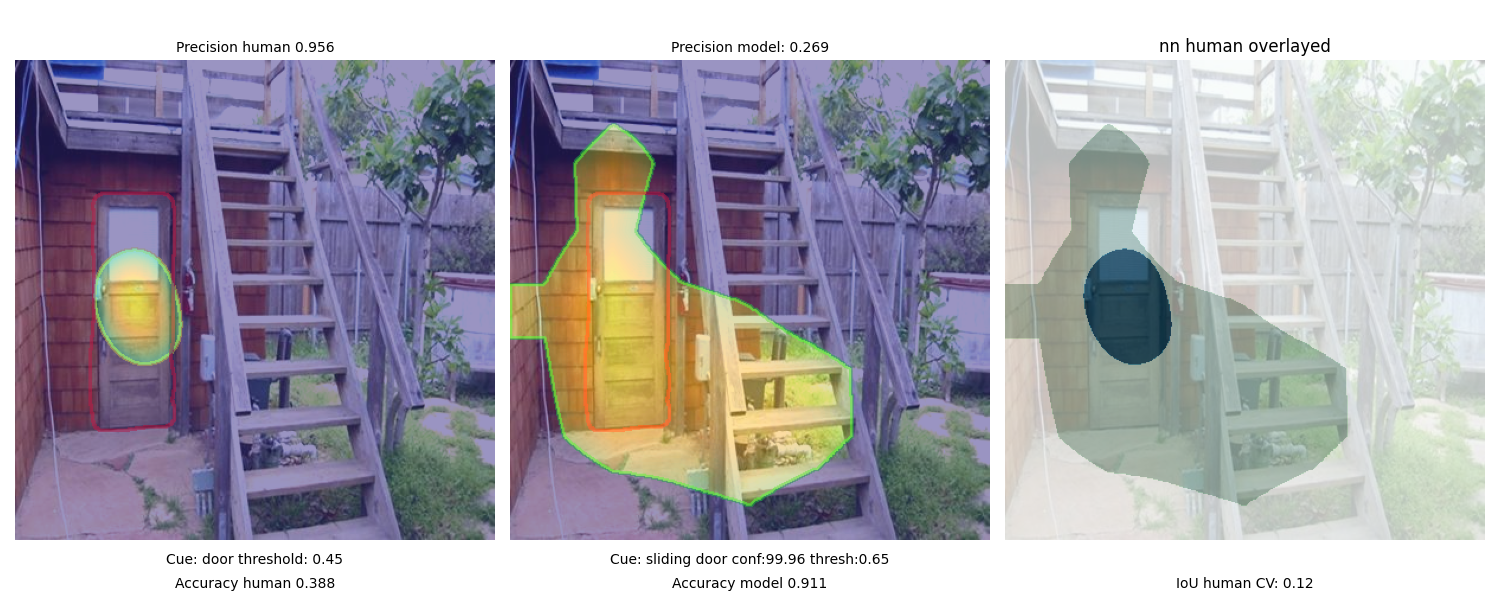 Precision human 0.956
Precision model: 0.269
nn human overlayed
Cue: door threshold: 0.45
Cue: sliding door conf:99.96 thresh:0.65
Accuracy human 0.388
Accuracy model 0.911
IoU human CV: 0.12